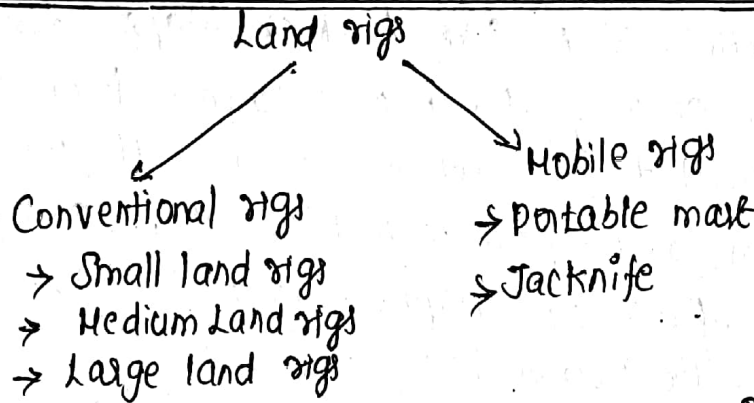 Land rigs
Conventional rigs
→ Small land rigs
→ Medium Land rigs
→ Large land rigs
Mobile rigs
→ Portable mast
→ Jacknife